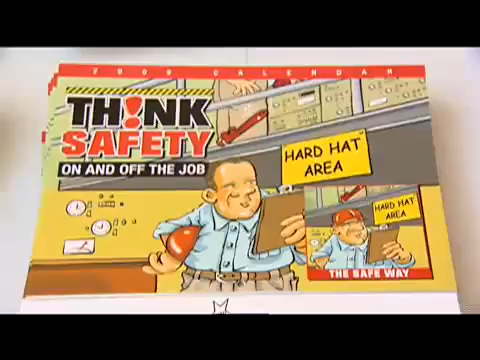 2009 CALENDAR
TH!NK
SAFETY
ON AND OFF THE JOB
HARD HAT
AREA
HARD HAT
AREA
THE SAFE WAY